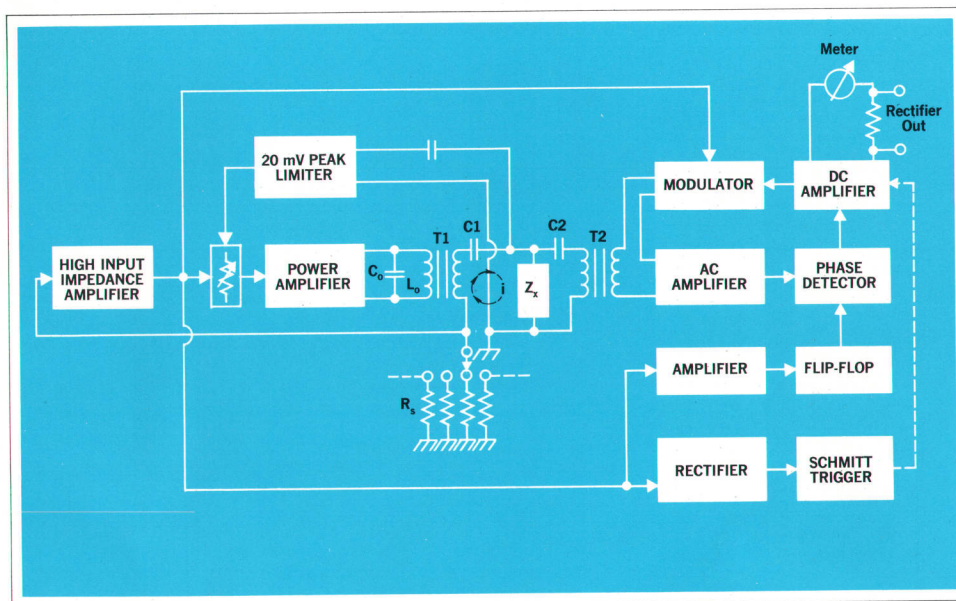 Meter
Rectifier
Out
20 mV PEAK
LIMITER
MODULATOR
DC
AMPLIFIER
C1
C2
T1
T2
HIGH INPUT
IMPEDANCE
AMPLIFIER
POWER
AMPLIFIER
Co
Lo
i
Zx
AC
AMPLIFIER
PHASE
DETECTOR
Rs
AMPLIFIER
FLIP-FLOP
RECTIFIER
SCHMITT
TRIGGER